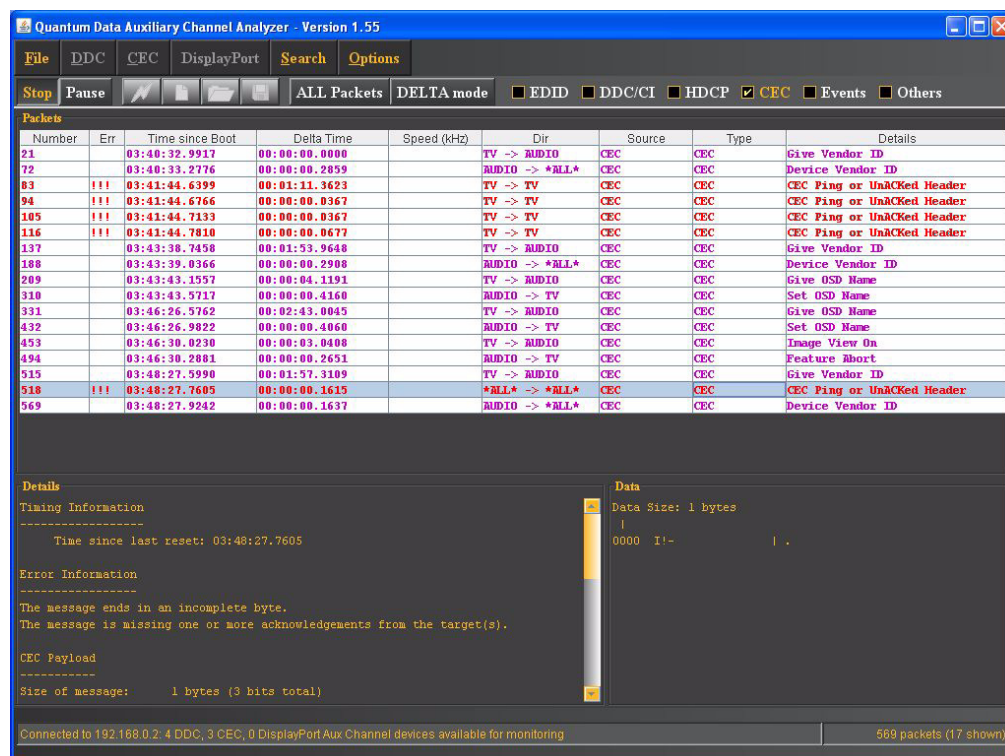 Quantum Data Auxiliary Channel Analyzer - Version 1.55
File DDC CEC DisplayPort Search Options
Stop Pause ALL Packets DELTA mode EDID DDC/CI HDCP CEC Events Others
Packets
Number Err Time since Boot Delta Time Speed (kHz) Dir Source Type Details
21 03:40:32.9917 00:00:00.0000 TV -> AUDIO CEC CEC Give Vendor ID
72 03:40:33.2776 00:00:00.2859 AUDIO -> *ALL* CEC CEC Device Vendor ID
83 !!! 03:41:44.6399 00:01:11.3623 TV -> TV CEC CEC CEC Ping or UnACKed Header
94 !!! 03:41:44.6766 00:00:00.0367 TV -> TV CEC CEC CEC Ping or UnACKed Header
105 !!! 03:41:44.7133 00:00:00.0367 TV -> TV CEC CEC CEC Ping or UnACKed Header
116 !!! 03:41:44.7810 00:00:00.0677 TV -> TV CEC CEC CEC Ping or UnACKed Header
137 03:43:38.7458 00:01:53.9648 TV -> AUDIO CEC CEC Give Vendor ID
188 03:43:39.0366 00:00:00.2908 AUDIO -> *ALL* CEC CEC Device Vendor ID
209 03:43:43.1557 00:00:04.1191 TV -> AUDIO CEC CEC Give OSD Name
310 03:43:43.5717 00:00:00.4160 AUDIO -> TV CEC CEC Set OSD Name
331 03:46:26.5762 00:02:43.0045 TV -> AUDIO CEC CEC Give OSD Name
432 03:46:26.9822 00:00:00.4060 AUDIO -> TV CEC CEC Set OSD Name
453 03:46:30.0230 00:00:03.0408 TV -> AUDIO CEC CEC Image View On
494 03:46:30.2881 00:00:00.2651 AUDIO -> TV CEC CEC Feature Abort
515 03:48:27.5990 00:01:57.3109 TV -> AUDIO CEC CEC Give Vendor ID
518 !!! 03:48:27.7605 00:00:00.1615 *ALL* -> *ALL* CEC CEC CEC Ping or UnACKed Header
569 03:48:27.9242 00:00:00.1637 AUDIO -> *ALL* CEC CEC Device Vendor ID
Details
Timing Information
------------------
Time since last reset: 03:48:27.7605
Error Information
-----------------
The message ends in an incomplete byte.
The message is missing one or more acknowledgements from the target(s).
CEC Payload
-----------
Size of message: 1 bytes (3 bits total)
Data
Data Size: 1 bytes
|
0000 I!- | .
Connected to 192.168.0.2: 4 DDC, 3 CEC, 0 DisplayPort Aux Channel devices available for monitoring
569 packets (17 shown)